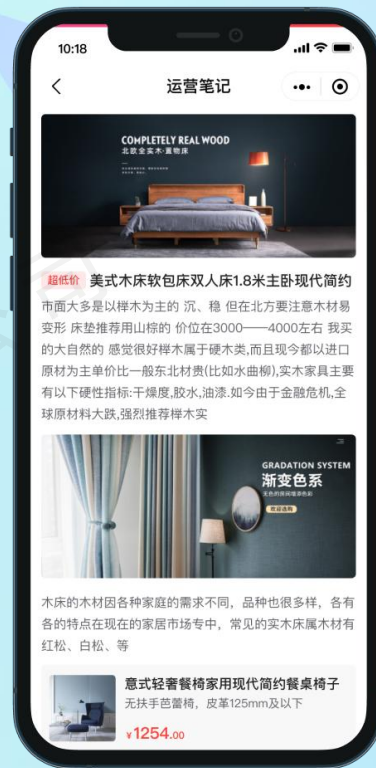 10:18
运营笔记
COMPLETELY REAL WOOD
北欧全实木·置物床
超低价 美式木床软包床双人床1.8米主卧现代简约
市面大多是以榉木为主的 沉、稳 但在北方要注意木材易
变形 床垫推荐用山棕的 价位在3000——4000左右 我买
的大自然的 感觉很好榉木属于硬木类,而且现今都以进口
原材为主单价比一般东北材贵(比如水曲柳),实木家具主要
有以下硬性指标:干燥度,胶水,油漆.如今由于金融危机,全
球原材料大跌,强烈推荐榉木实
GRADATION SYSTEM
渐变色系
无色的房间增添色彩
欢迎选购
木床的木材因各种家庭的需求不同，品种也很多样，各有
各的特点在现在的家居市场专中，常见的实木床属木材有
红松、白松、等
意式轻奢餐椅家用现代简约餐桌椅子
无扶手芭蕾椅，皮革125mm及以下
¥1254.00